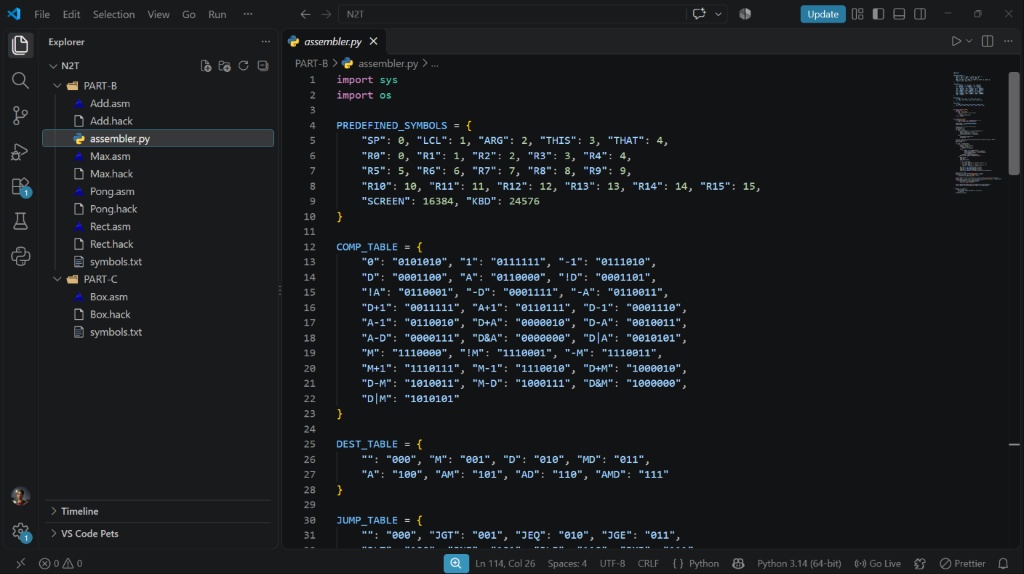 File Edit Selection View Go Run ··· N2T Update
Explorer ···
N2T
PART-B
Add.asm
Add.hack
assembler.py
Max.asm
Max.hack
Pong.asm
Pong.hack
Rect.asm
Rect.hack
symbols.txt
PART-C
Box.asm
Box.hack
symbols.txt
Timeline
VS Code Pets
1
1
assembler.py
PART-B > assembler.py > ...
1 import sys
2 import os
3
4 PREDEFINED_SYMBOLS = {
5 "SP": 0, "LCL": 1, "ARG": 2, "THIS": 3, "THAT": 4,
6 "R0": 0, "R1": 1, "R2": 2, "R3": 3, "R4": 4,
7 "R5": 5, "R6": 6, "R7": 7, "R8": 8, "R9": 9,
8 "R10": 10, "R11": 11, "R12": 12, "R13": 13, "R14": 14, "R15": 15,
9 "SCREEN": 16384, "KBD": 24576
10 }
11
12 COMP_TABLE = {
13 "0": "0101010", "1": "0111111", "-1": "0111010",
14 "D": "0001100", "A": "0110000", "!D": "0001101",
15 "!A": "0110001", "-D": "0001111", "-A": "0110011",
16 "D+1": "0011111", "A+1": "0110111", "D-1": "0001110",
17 "A-1": "0110010", "D+A": "0000010", "D-A": "0010011",
18 "A-D": "0000111", "D&A": "0000000", "D|A": "0010101",
19 "M": "1110000", "!M": "1110001", "-M": "1110011",
20 "M+1": "1110111", "M-1": "1110010", "D+M": "1000010",
21 "D-M": "1010011", "M-D": "1000111", "D&M": "1000000",
22 "D|M": "1010101"
23 }
24
25 DEST_TABLE = {
26 "": "000", "M": "001", "D": "010", "MD": "011",
27 "A": "100", "AM": "101", "AD": "110", "AMD": "111"
28 }
29
30 JUMP_TABLE = {
31 "": "000", "JGT": "001", "JEQ": "010", "JGE": "011",
0 0 Ln 114, Col 26 Spaces: 4 UTF-8 CRLF { } Python Python 3.14 (64-bit) Go Live Prettier